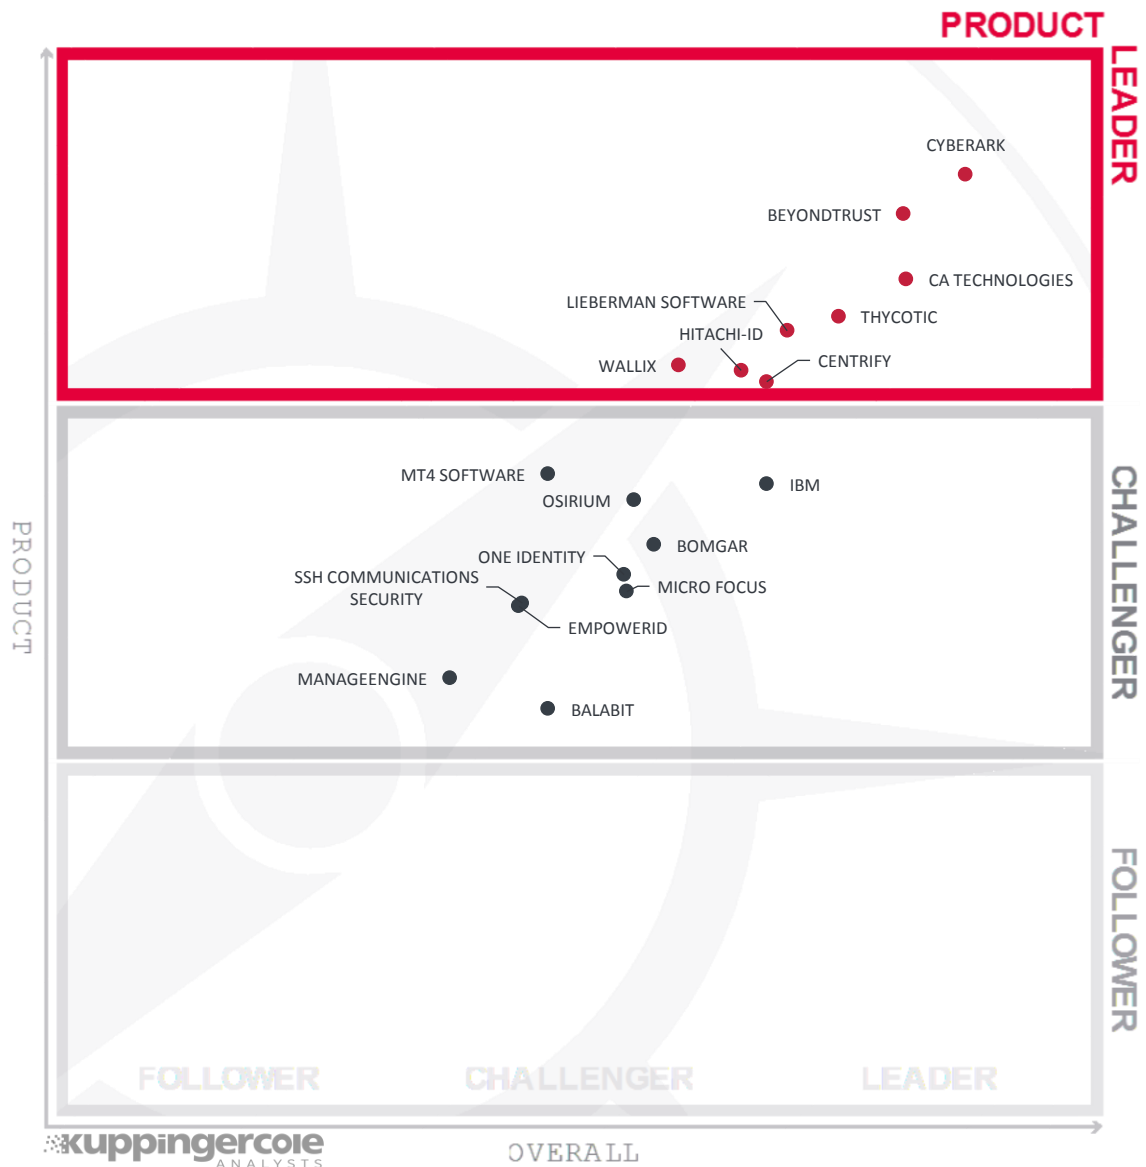 PRODUCT
LEADER
CYBERARK
BEYONDTRUST
CA TECHNOLOGIES
LIEBERMAN SOFTWARE
THYCOTIC
HITACHI-ID
WALLIX
CENTRIFY
CHALLENGER
MT4 SOFTWARE
IBM
OSIRIUM
BOMGAR
ONE IDENTITY
SSH COMMUNICATIONS
SECURITY
MICRO FOCUS
EMPOWERID
PRODUCT
MANAGEENGINE
BALABIT
FOLLOWER
FOLLOWER CHALLENGER LEADER
kuppingercole
ANALYSTS
OVERALL